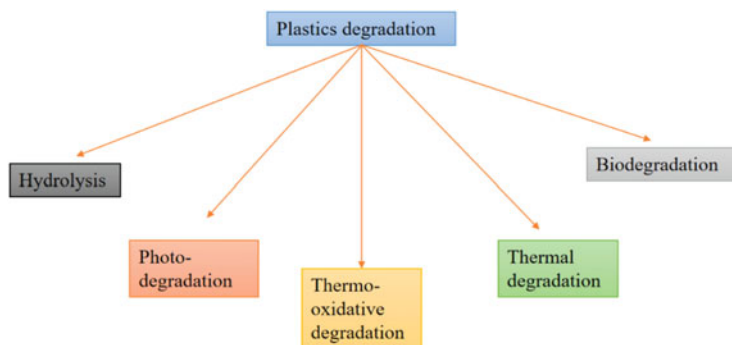 Plastics degradation
Hydrolysis
Biodegradation
Photo-
degradation
Thermo-
oxidative
degradation
Thermal
degradation